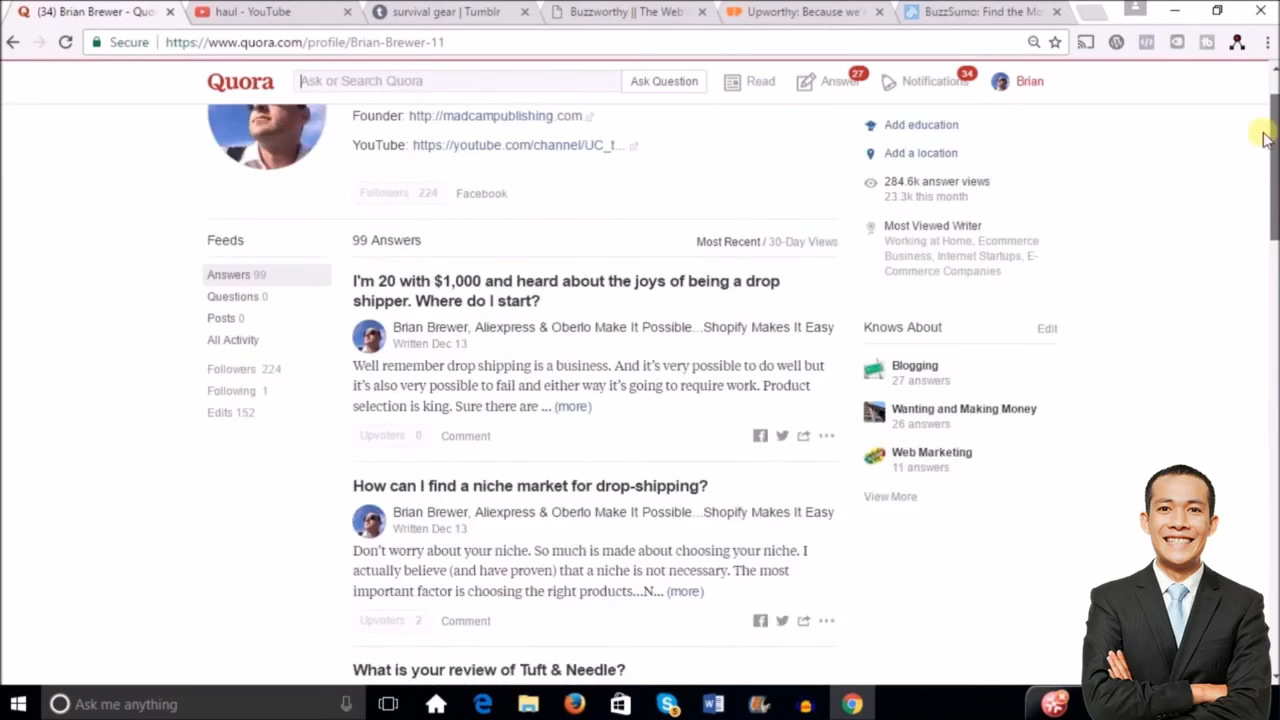 (34) Brian Brewer - Quo
haul - YouTube
survival gear | Tumblr
Buzzworthy || The Web'
Upworthy: Because we'
BuzzSumo: Find the Mo
Secure
https://www.quora.com/profile/Brian-Brewer-11
Quora
Ask or Search Quora
Ask Question
Read
Answer
27
Notifications
34
Brian
Founder: http://madcampublishing.com
YouTube: https://youtube.com/channel/UC_t...
Followers 224
Facebook
Add education
Add a location
284.6k answer views
23.3k this month
Most Viewed Writer
Working at Home, Ecommerce
Business, Internet Startups, E-
Commerce Companies
Feeds
Answers 99
Questions 0
Posts 0
All Activity
Followers 224
Following 1
Edits 152
99 Answers
Most Recent / 30-Day Views
I'm 20 with $1,000 and heard about the joys of being a drop
shipper. Where do I start?
Brian Brewer, Aliexpress & Oberlo Make It Possible...Shopify Makes It Easy
Written Dec 13
Well remember drop shipping is a business. And it's very possible to do well but
it's also very possible to fail and either way it's going to require work. Product
selection is king. Sure there are ... (more)
Upvoters 6
Comment
How can I find a niche market for drop-shipping?
Brian Brewer, Aliexpress & Oberlo Make It Possible...Shopify Makes It Easy
Written Dec 13
Don't worry about your niche. So much is made about choosing your niche. I
actually believe (and have proven) that a niche is not necessary. The most
important factor is choosing the right products...N... (more)
Upvoters 2
Comment
What is your review of Tuft & Needle?
Knows About
Edit
Blogging
27 answers
Wanting and Making Money
26 answers
Web Marketing
11 answers
View More
Ask me anything